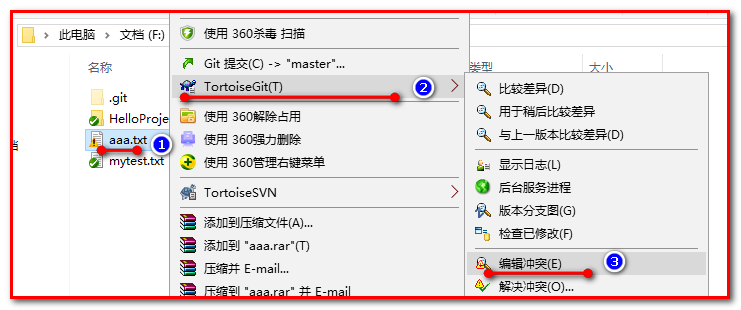 此电脑 文档 (F:)
名称 类型 大小
.git
HelloProje
aaa.txt 1
mytest.txt
档
使用 360杀毒 扫描
Git 提交(C) -> "master"...
TortoiseGit(T) 2
使用 360解除占用
使用 360强力删除
使用 360管理右键菜单
TortoiseSVN
添加到压缩文件(A)...
添加到 "aaa.rar"(T)
压缩并 E-mail...
压缩到 "aaa.rar" 并 E-mail
比较差异(D)
用于稍后比较差异
与上一版本比较差异(D)
显示日志(L)
后台服务进程
版本分支图(G)
检查已修改(F)
编辑冲突(E) 3
解决冲突(O)...